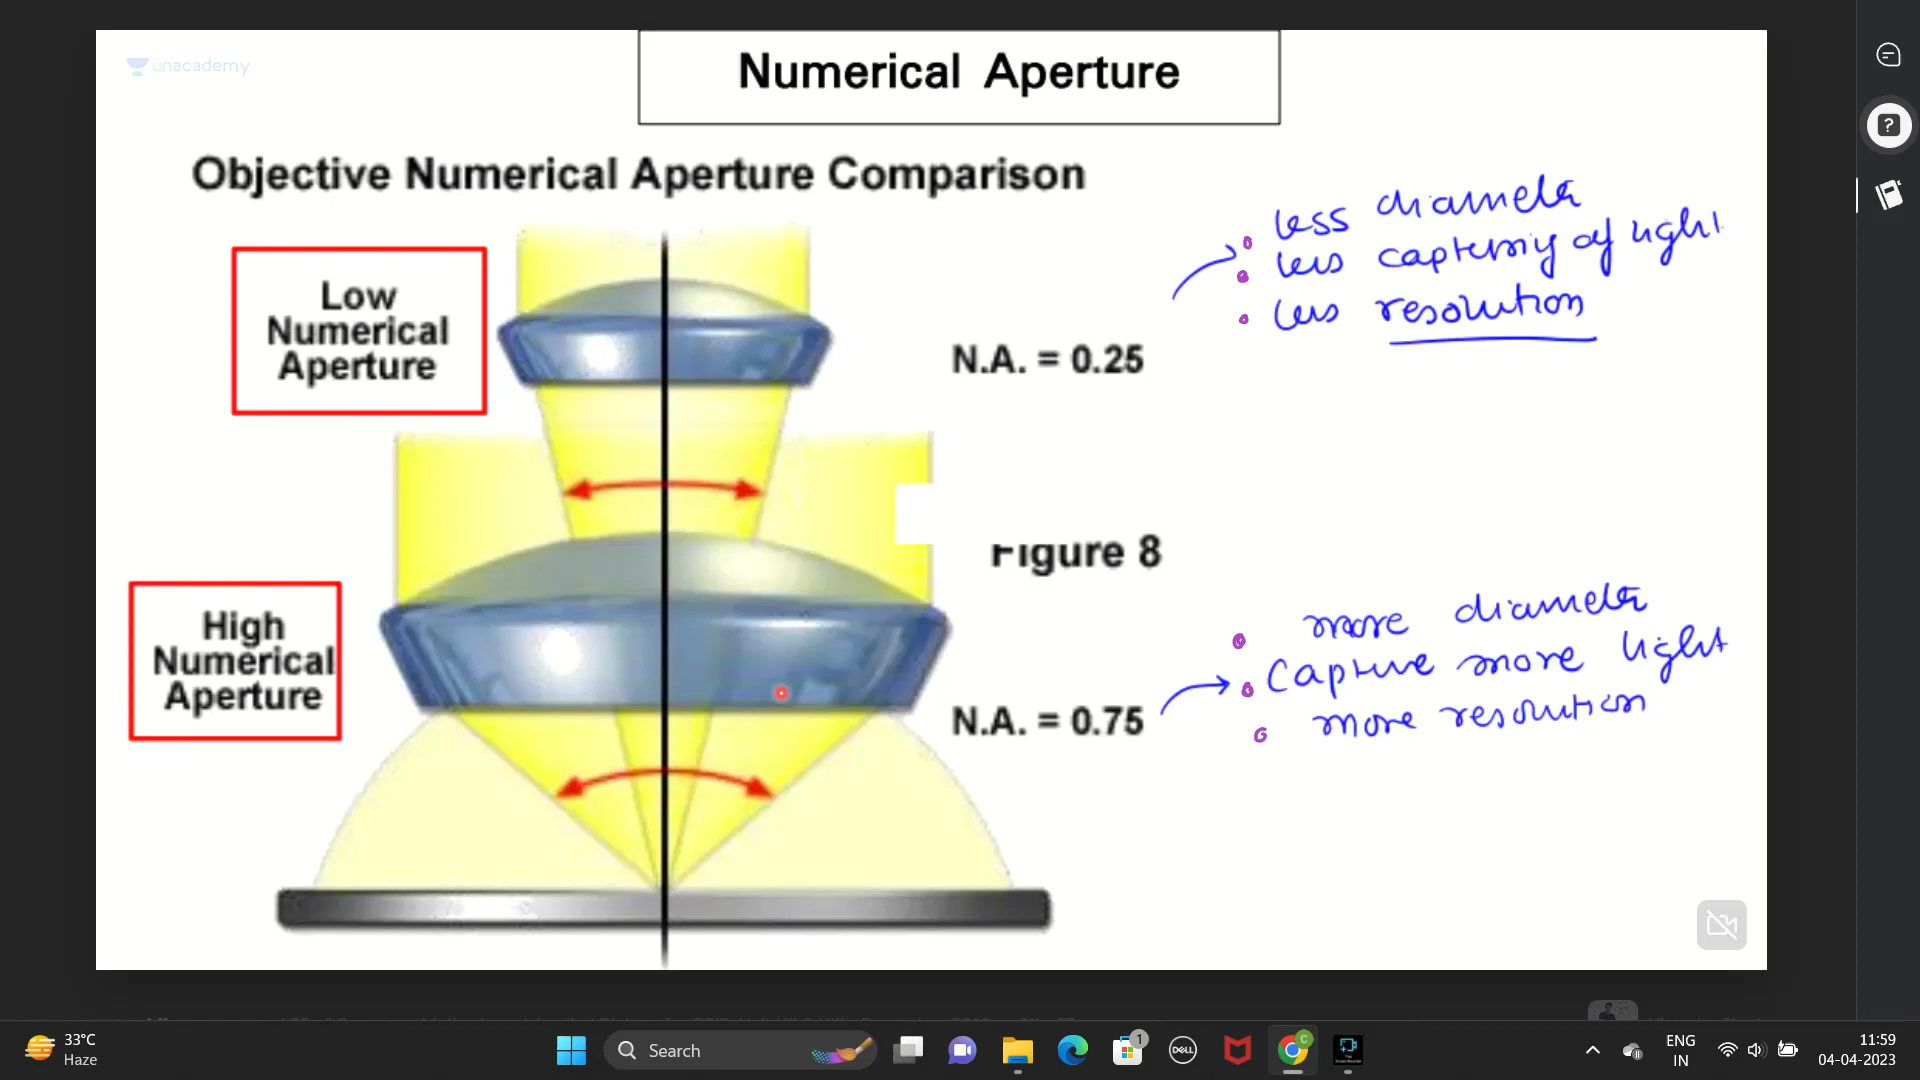 unacademy
Numerical Aperture
Objective Numerical Aperture Comparison
Low
Numerical
Aperture
N.A. = 0.25
less diameter
less capturing of light
less resolution
Figure 8
High
Numerical
Aperture
N.A. = 0.75
more diameter
Capture more light
more resolution
33°C
Haze
Search
1
DELL
C
ENG
IN
11:59
04-04-2023